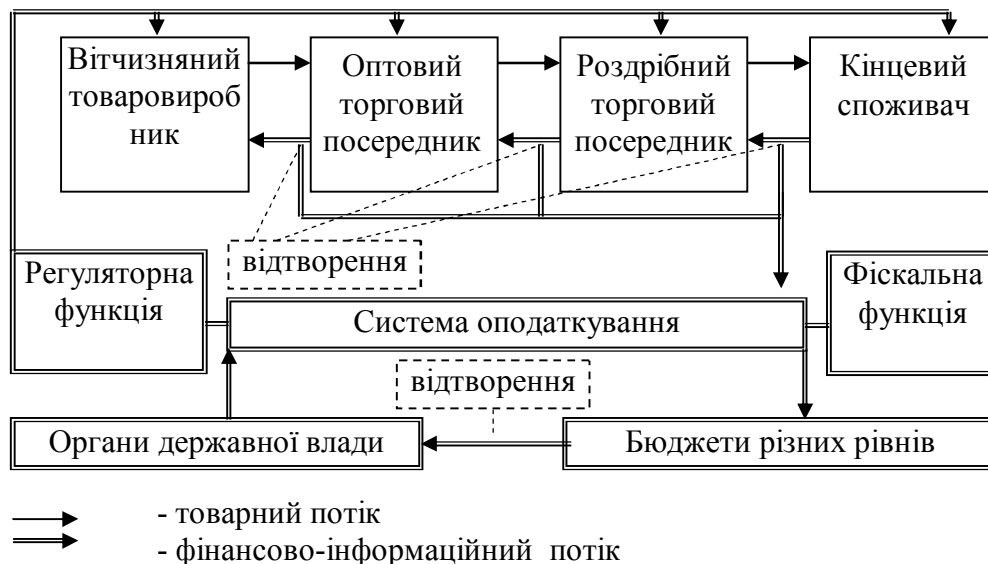 Вітчизняний
товаровироб
ник
Оптовий
торговий
посередник
Роздрібний
торговий
посередник
Кінцевий
споживач
відтворення
Регуляторна
функція
Система оподаткування
Фіскальна
функція
відтворення
Органи державної влади
Бюджети різних рівнів
- товарний потік
- фінансово-інформаційний потік